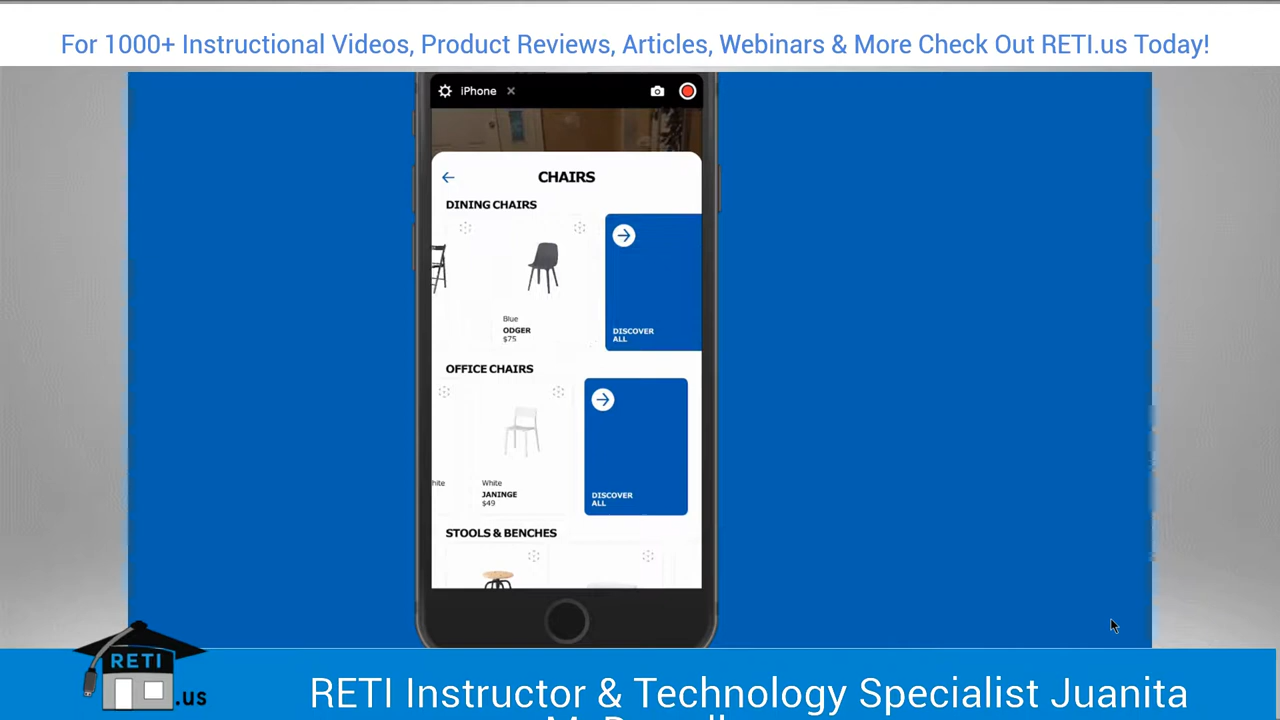 For 1000+ Instructional Videos, Product Reviews, Articles, Webinars & More Check Out RETI.us Today!
iPhone
CHAIRS
DINING CHAIRS
Blue
ODGER
$75
DISCOVER
ALL
OFFICE CHAIRS
White
JANINGE
$49
DISCOVER
ALL
STOOLS & BENCHES
RETI
.us
RETI Instructor & Technology Specialist Juanita